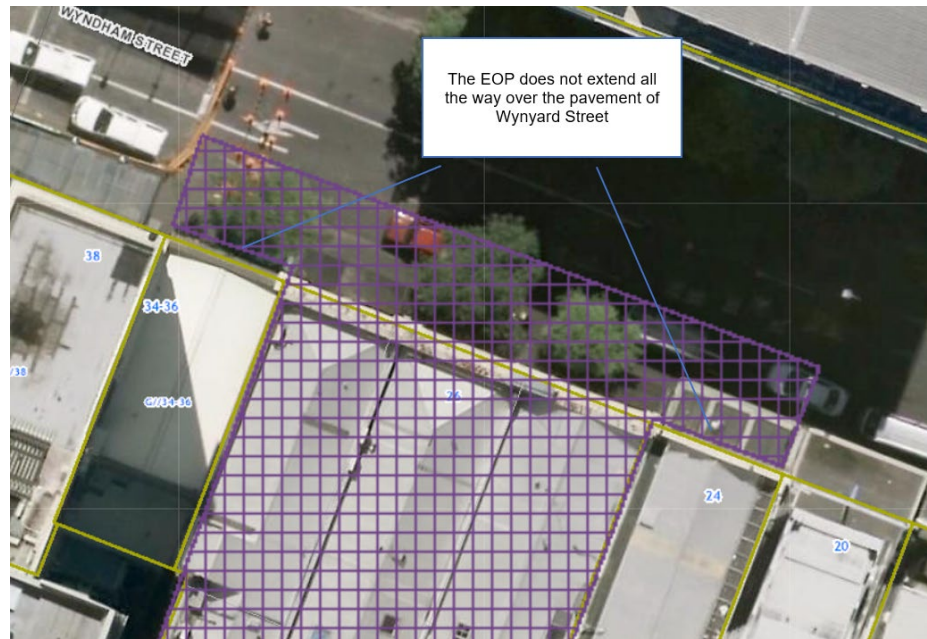 WYNDHAM STREET
The EOP does not extend all
the way over the pavement of
Wynyard Street
38
34-36
/38
G//34-36
26
24
20